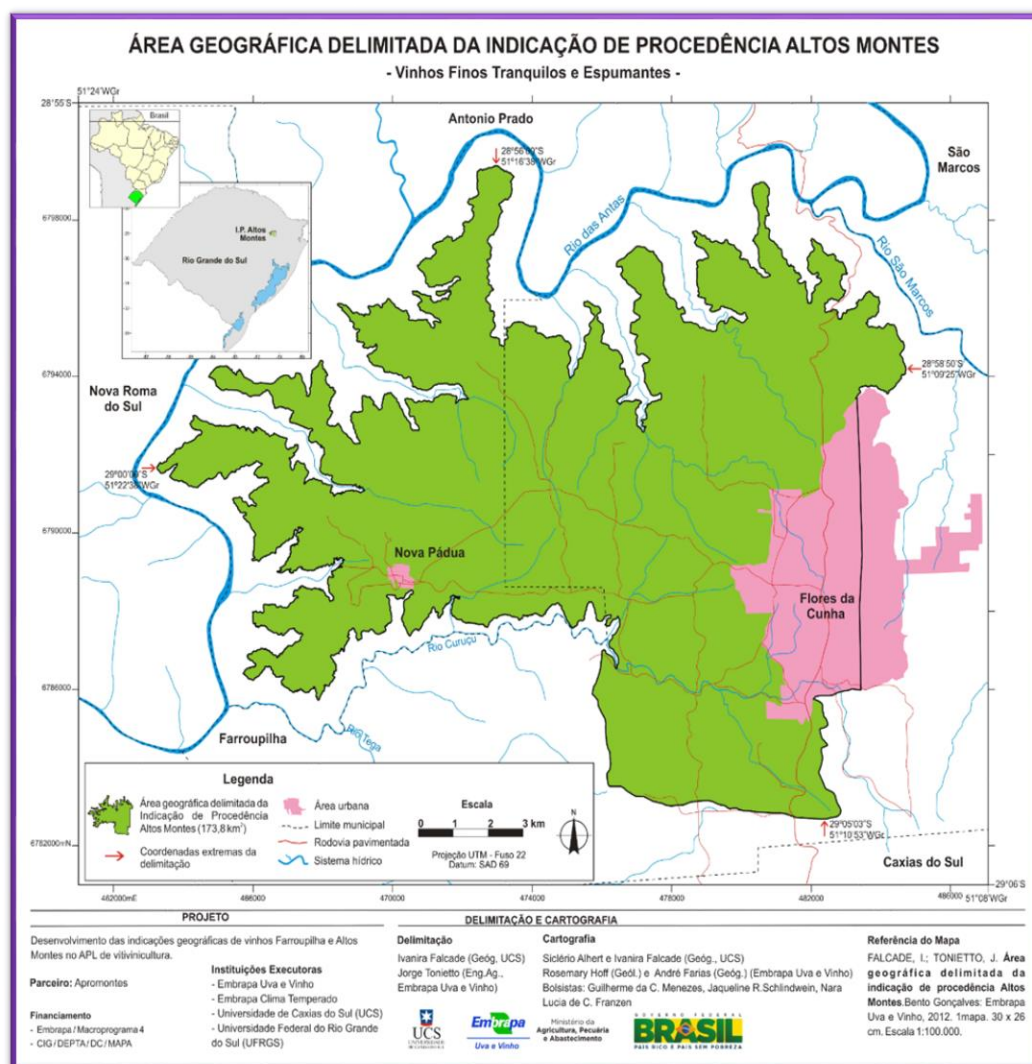 ÁREA GEOGRÁFICA DELIMITADA DA INDICAÇÃO DE PROCEDÊNCIA ALTOS MONTES
- Vinhos Finos Tranquilos e Espumantes -
51°24'WGr
28°55'S
Brasil
Antonio Prado
28°56'09"S
51°16'38"WGr
São
Marcos
6798000
I.P. Altos
Montes
Rio Grande do Sul
Rio das Antas
Rio São Marcos
28°58'50"S
51°09'25"WGr
6794000
Nova Roma
do Sul
51°22'38"WGr
6790000
Nova Pádua
Flores da
Cunha
Rio Curuçu
6786000
Farroupilha
Rio Tega
Legenda
Área geográfica delimitada da
Indicação de Procedência
Altos Montes (173,8 km²)
Coordenadas extremas da
delimitação
Área urbana
Limite municipal
Rodovia pavimentada
Sistema hídrico
Escala
0 1 2 3 km
Projeção UTM - Fuso 22
Datum: SAD 69
N
29°05'03"S
51°10'53"WGr
Caxias do Sul
6782000mN
29°06'S
462000mE 466000 470000 474000 478000 482000 486000 51°08'WGr
PROJETO
Desenvolvimento das indicações geográficas de vinhos Farroupilha e Altos
Montes no APL de vitivinicultura.
Parceiro: Apromontes
Financiamento
- Embrapa / Macroprograma 4
- CIG/DEPTA/DC/MAPA
Instituições Executoras
- Embrapa Uva e Vinho
- Embrapa Clima Temperado
- Universidade de Caxias do Sul (UCS)
- Universidade Federal do Rio Grande
do Sul (UFRGS)
DELIMITAÇÃO E CARTOGRAFIA
Delimitação
Ivanira Falcade (Geóg. UCS)
Jorge Tonietto (Eng.Ag.,
Embrapa Uva e Vinho)
Cartografia
Siclério Ahlert e Ivanira Falcade (Geóg., UCS)
Rosemary Hoff (Geól.) e André Farias (Geóg.) (Embrapa Uva e Vinho)
Bolsistas: Guilherme da C. Menezes, Jaqueline R.Schlindwein, Nara
Lucia de C. Franzen
UCS
UNIVERSIDADE
DE CAXIAS DO SUL
Embrapa
Uva e Vinho
Ministério da
Agricultura, Pecuária
e Abastecimento
GOVERNO FEDERAL
BRASIL
PAÍS RICO É PAÍS SEM POBREZA
Referência do Mapa
FALCADE, I.; TONIETTO, J. Área
geográfica delimitada da
indicação de procedência Altos
Montes.Bento Gonçalves: Embrapa
Uva e Vinho, 2012. 1mapa. 30 x 26
cm. Escala 1:100.000.